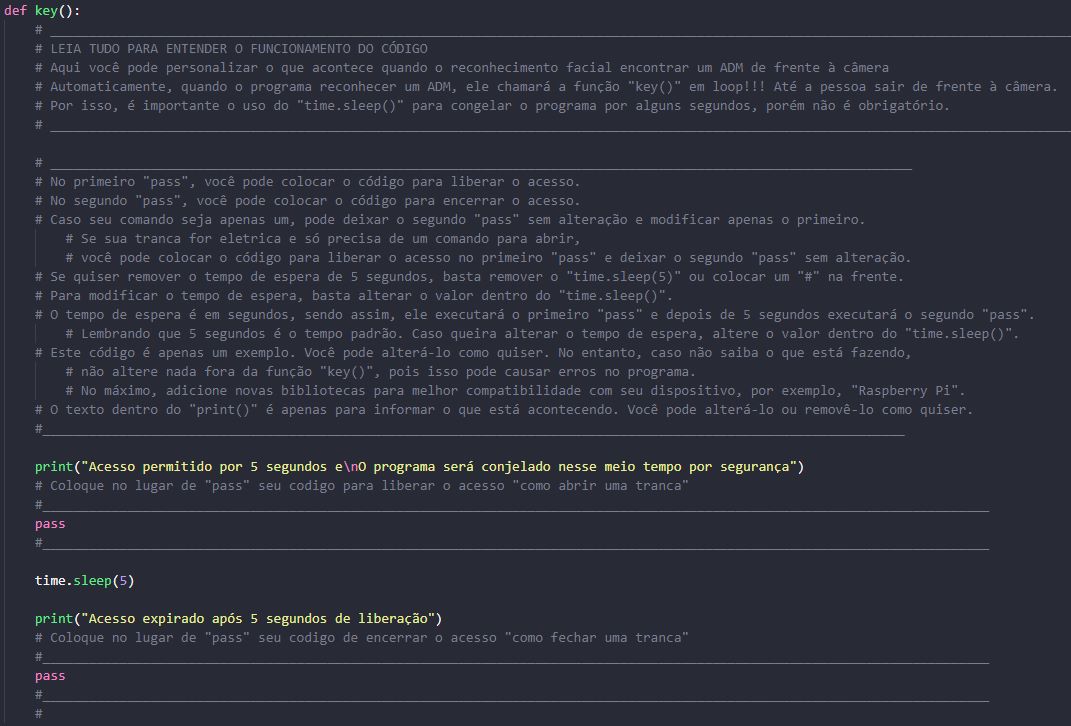 def key():
# ______________________________________________________________________________________________________________________________________
# LEIA TUDO PARA ENTENDER O FUNCIONAMENTO DO CÓDIGO
# Aqui você pode personalizar o que acontece quando o reconhecimento facial encontrar um ADM de frente à câmera
# Automaticamente, quando o programa reconhecer um ADM, ele chamará a função "key()" em loop!!! Até a pessoa sair de frente à câmera.
# Por isso, é importante o uso do "time.sleep()" para congelar o programa por alguns segundos, porém não é obrigatório.
# ______________________________________________________________________________________________________________________________________
# ________________________________________________________________________________________________________________
# No primeiro "pass", você pode colocar o código para liberar o acesso.
# No segundo "pass", você pode colocar o código para encerrar o acesso.
# Caso seu comando seja apenas um, pode deixar o segundo "pass" sem alteração e modificar apenas o primeiro.
# Se sua tranca for eletrica e só precisa de um comando para abrir,
# você pode colocar o código para liberar o acesso no primeiro "pass" e deixar o segundo "pass" sem alteração.
# Se quiser remover o tempo de espera de 5 segundos, basta remover o "time.sleep(5)" ou colocar um "#" na frente.
# Para modificar o tempo de espera, basta alterar o valor dentro do "time.sleep()".
# O tempo de espera é em segundos, sendo assim, ele executará o primeiro "pass" e depois de 5 segundos executará o segundo "pass".
# Lembrando que 5 segundos é o tempo padrão. Caso queira alterar o tempo de espera, altere o valor dentro do "time.sleep()".
# Este código é apenas um exemplo. Você pode alterá-lo como quiser. No entanto, caso não saiba o que está fazendo,
# não altere nada fora da função "key()", pois isso pode causar erros no programa.
# No máximo, adicione novas bibliotecas para melhor compatibilidade com seu dispositivo, por exemplo, "Raspberry Pi".
# O texto dentro do "print()" é apenas para informar o que está acontecendo. Você pode alterá-lo ou removê-lo como quiser.
#________________________________________________________________________________________________________________
print("Acesso permitido por 5 segundos e\nO programa será conjelado nesse meio tempo por segurança")
# Coloque no lugar de "pass" seu codigo para liberar o acesso "como abrir uma tranca"
#___________________________________________________________________________________________________________________________
pass
#___________________________________________________________________________________________________________________________
time.sleep(5)
print("Acesso expirado após 5 segundos de liberação")
# Coloque no lugar de "pass" seu codigo de encerrar o acesso "como fechar uma tranca"
#___________________________________________________________________________________________________________________________
pass
#___________________________________________________________________________________________________________________________
#